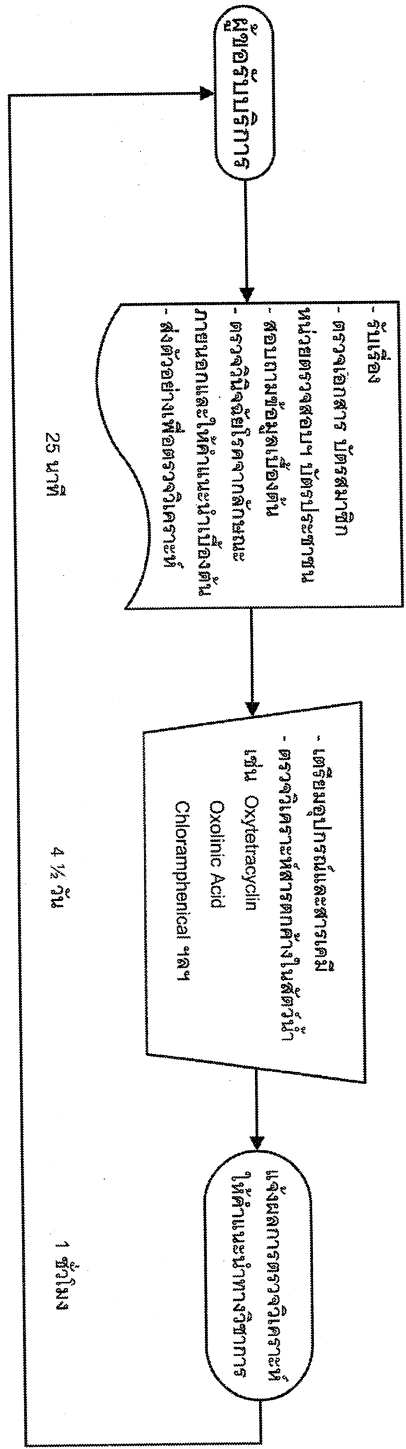 ผู้ขอรับบริการ
- รับเรื่อง
- ตรวจเอกสาร บัตรสมาชิก
หน่วยตรวจสอบฯ บัตรประชาชน
- สอบถามข้อมูลเบื้องต้น
- ตรวจวินิจฉัยโรคจากลักษณะ
ภายนอกและให้คำแนะนำเบื้องต้น
- ส่งตัวอย่างเพื่อตรวจวิเคราะห์
25 นาที
- เตรียมอุปกรณ์และสารเคมี
- ตรวจวิเคราะห์สารตกค้างในสัตว์น้ำ
เช่น Oxytetracyclin
Oxolinic Acid
Chloramphenical ฯลฯ
4 ½ วัน
แจ้งผลการตรวจวิเคราะห์
ให้คำแนะนำทางวิชาการ
1 ชั่วโมง